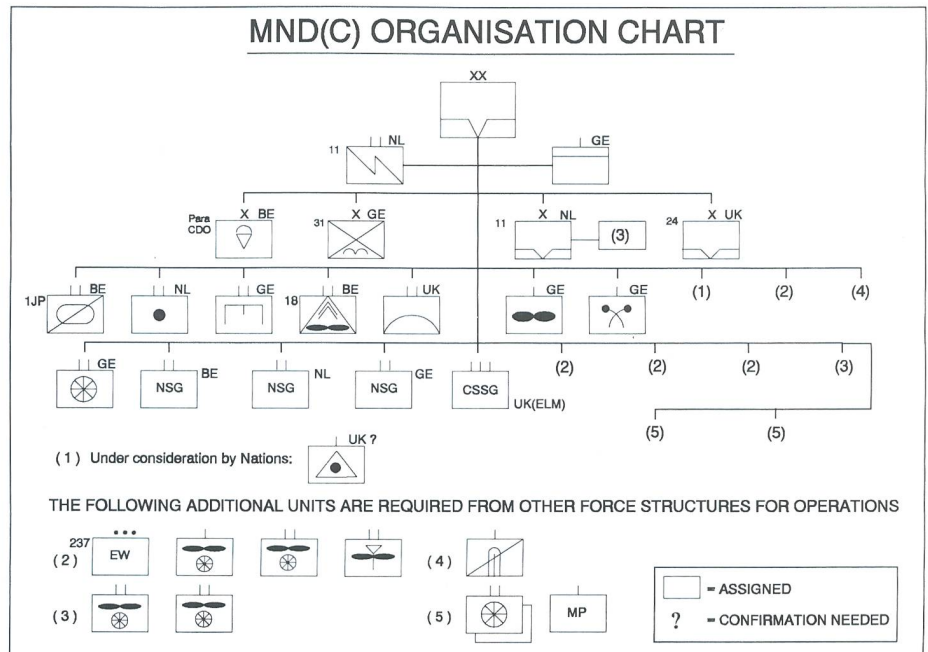 MND(C) ORGANISATION CHART
XX
11 NL
GE
Para CDO X BE
31 X GE
11 X NL
(3)
24 X UK
1JP BE
NL
GE
18 BE
UK
GE
GE
(1) (2) (4)
GE
NSG BE
NSG NL
NSG GE
CSSG UK(ELM)
(2) (2) (2) (3)
(5) (5)
(1) Under consideration by Nations: UK ?
THE FOLLOWING ADDITIONAL UNITS ARE REQUIRED FROM OTHER FORCE STRUCTURES FOR OPERATIONS
(2) 237 EW
(4)
(3)
(5) MP
= ASSIGNED
? = CONFIRMATION NEEDED